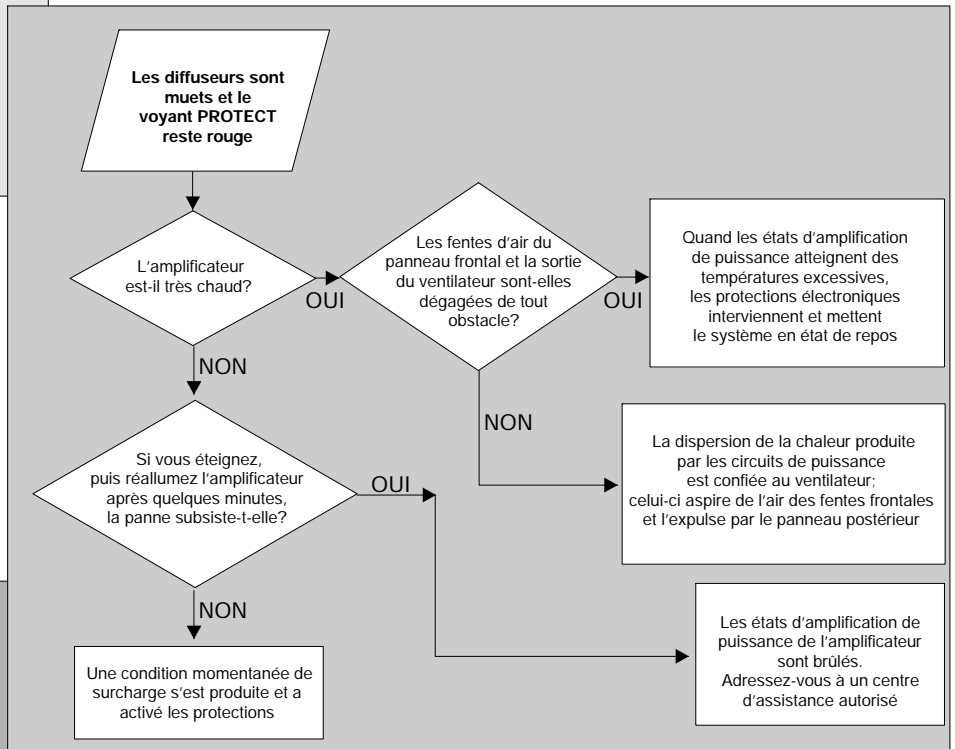 Les diffuseurs sont
muets et le
voyant PROTECT
reste rouge
L'amplificateur
est-il très chaud?
OUI
Les fentes d'air du
panneau frontal et la sortie
du ventilateur sont-elles
dégagées de tout
obstacle?
OUI
Quand les états d'amplification
de puissance atteignent des
températures excessives,
les protections électroniques
interviennent et mettent
le système en état de repos
NON
NON
La dispersion de la chaleur produite
par les circuits de puissance
est confiée au ventilateur;
celui-ci aspire de l'air des fentes frontales
et l'expulse par le panneau postérieur
Si vous éteignez,
puis réallumez l'amplificateur
après quelques minutes,
la panne subsiste-t-elle?
OUI
NON
Les états d'amplification de
puissance de l'amplificateur
sont brûlés.
Adressez-vous à un centre
d'assistance autorisé
Une condition momentanée de
surcharge s'est produite et a
activé les protections